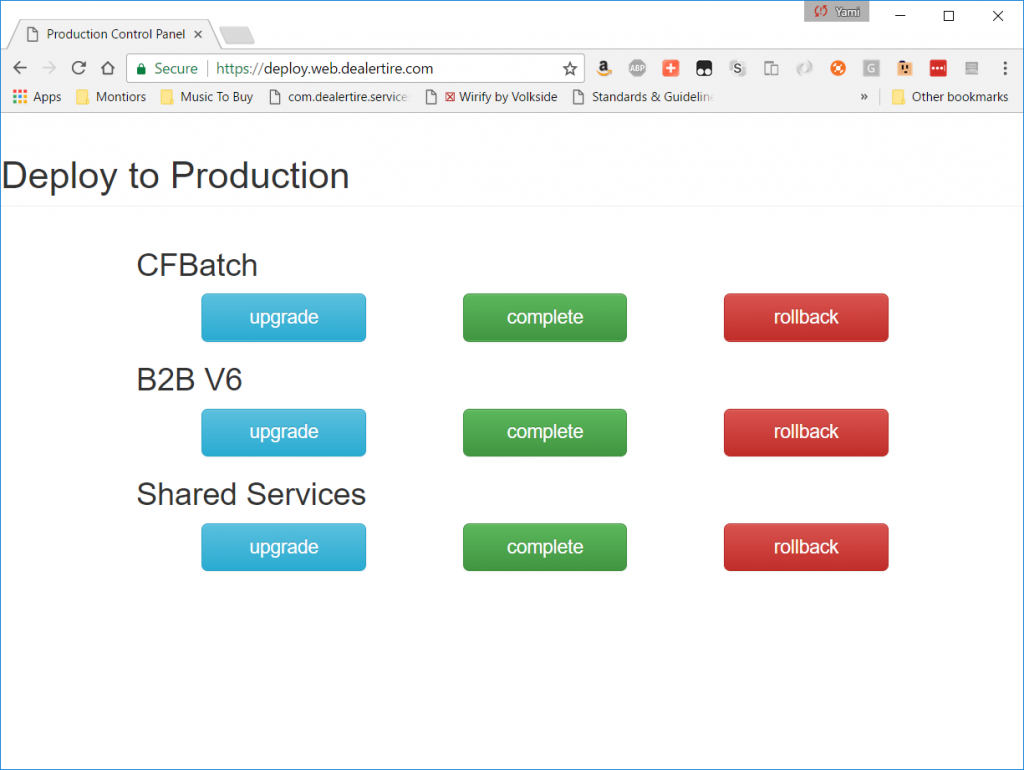 Yami
Production Control Panel
Secure https://deploy.web.dealertire.com
a ABP S G
Apps Montiors Music To Buy com.dealertire.service Wirify by Volkside Standards & Guideline » Other bookmarks
Deploy to Production
CFBatch
upgrade complete rollback
B2B V6
upgrade complete rollback
Shared Services
upgrade complete rollback